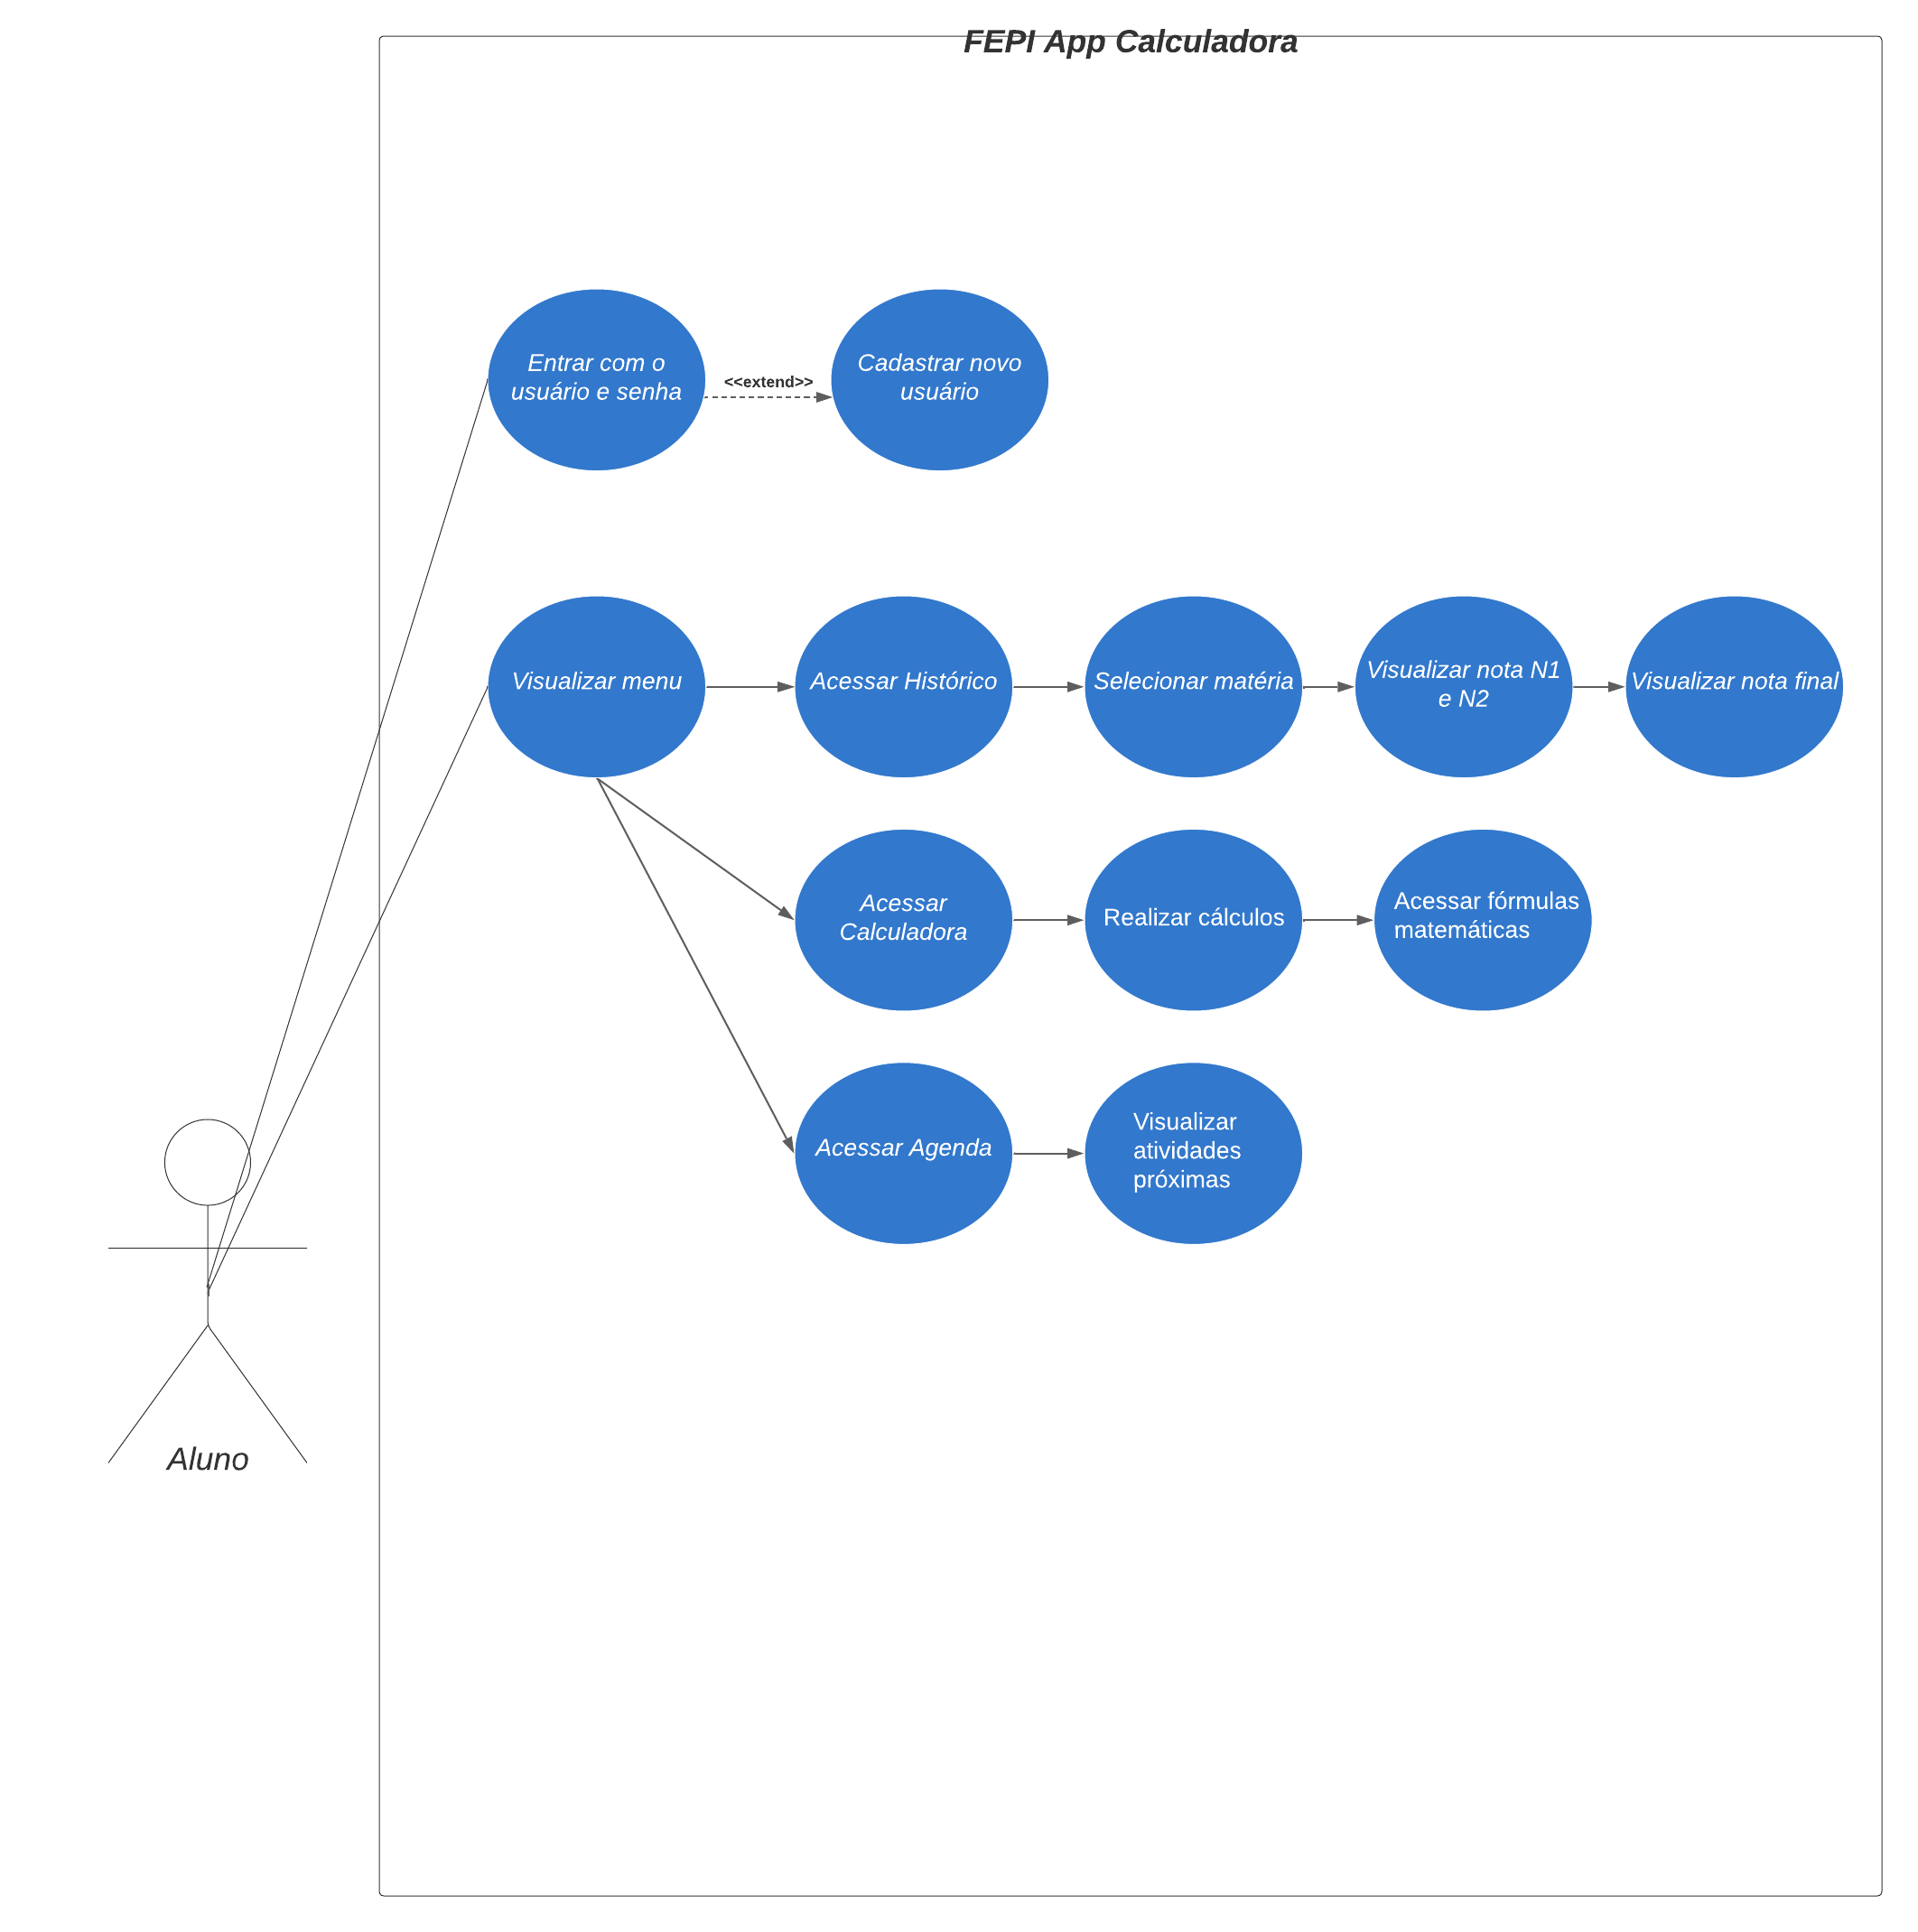 FEPI App Calculadora
Entrar com o
usuário e senha
<<extend>>
Cadastrar novo
usuário
Visualizar menu
Acessar Histórico
Selecionar matéria
Visualizar nota N1
e N2
Visualizar nota final
Acessar
Calculadora
Realizar cálculos
Acessar fórmulas
matemáticas
Acessar Agenda
Visualizar
atividades
próximas
Aluno